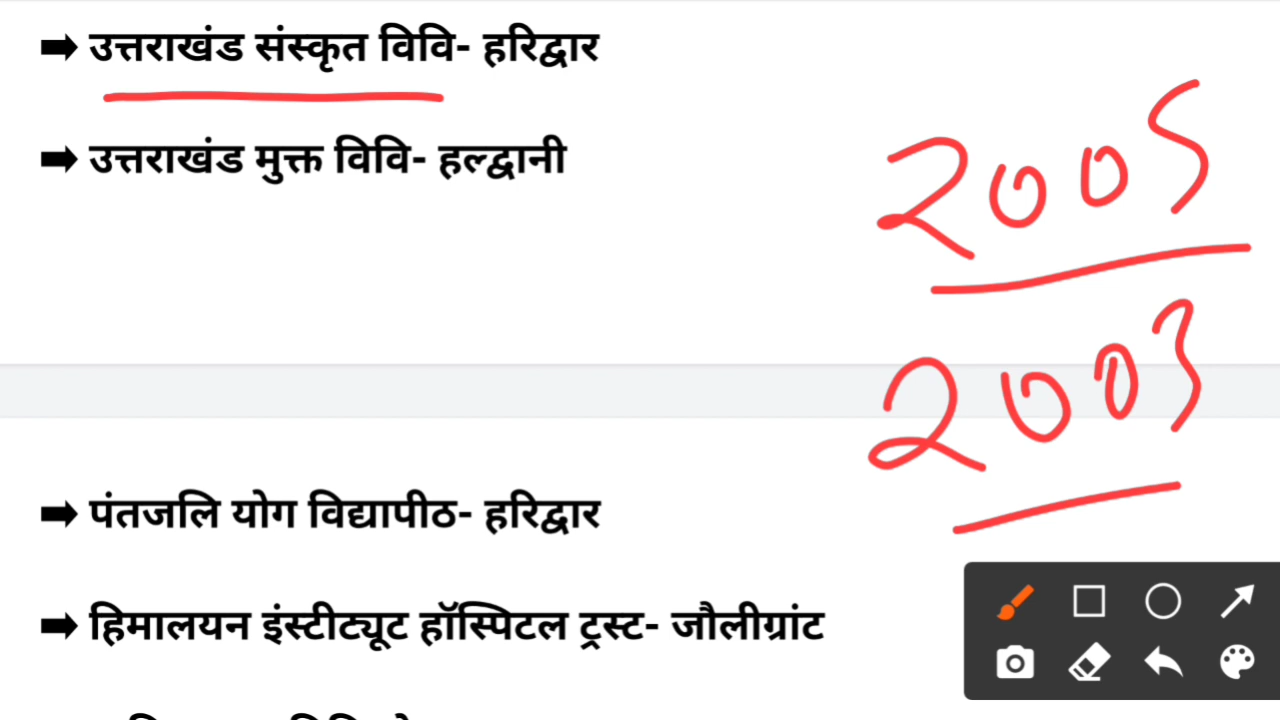 ➡ उत्तराखंड संस्कृत विवि- हरिद्वार
➡ उत्तराखंड मुक्त विवि- हल्द्वानी
2005
2003
➡ पंतजलि योग विद्यापीठ- हरिद्वार
➡ हिमालयन इंस्टीट्यूट हॉस्पिटल ट्रस्ट- जौलीग्रांट